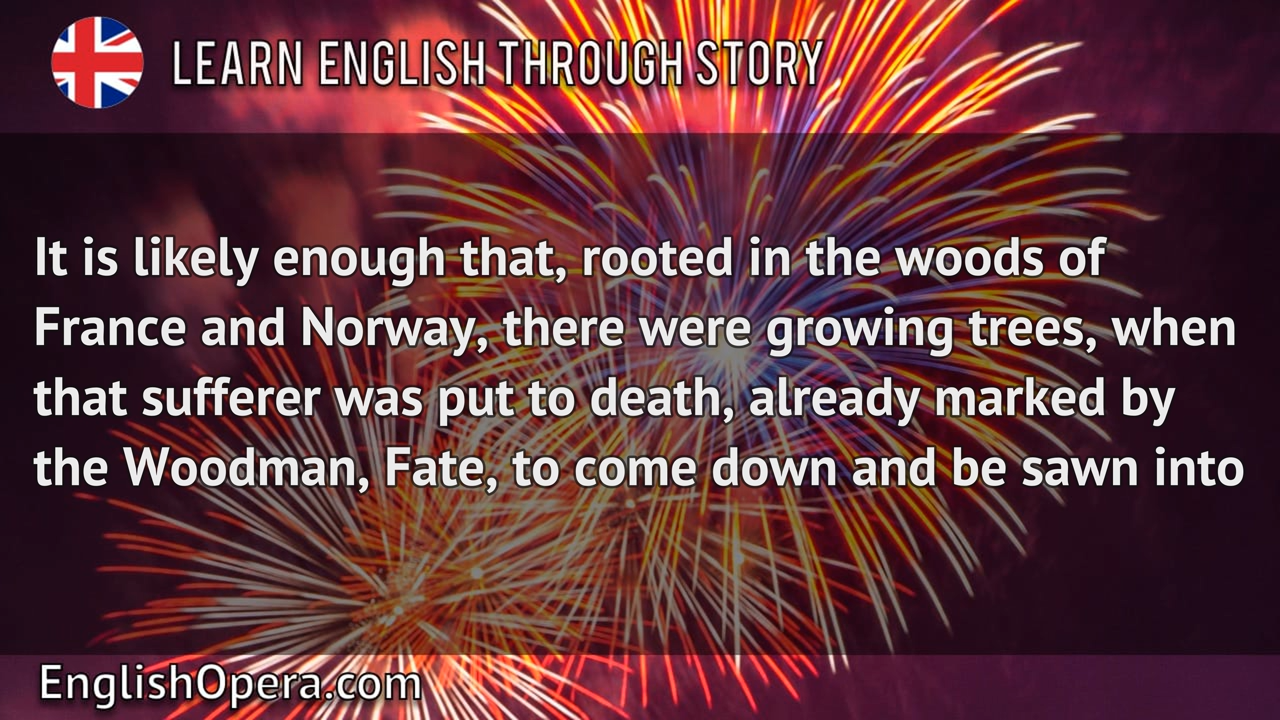 LEARN ENGLISH THROUGH STORY
It is likely enough that, rooted in the woods of
France and Norway, there were growing trees, when
that sufferer was put to death, already marked by
the Woodman, Fate, to come down and be sawn into
EnglishOpera.com